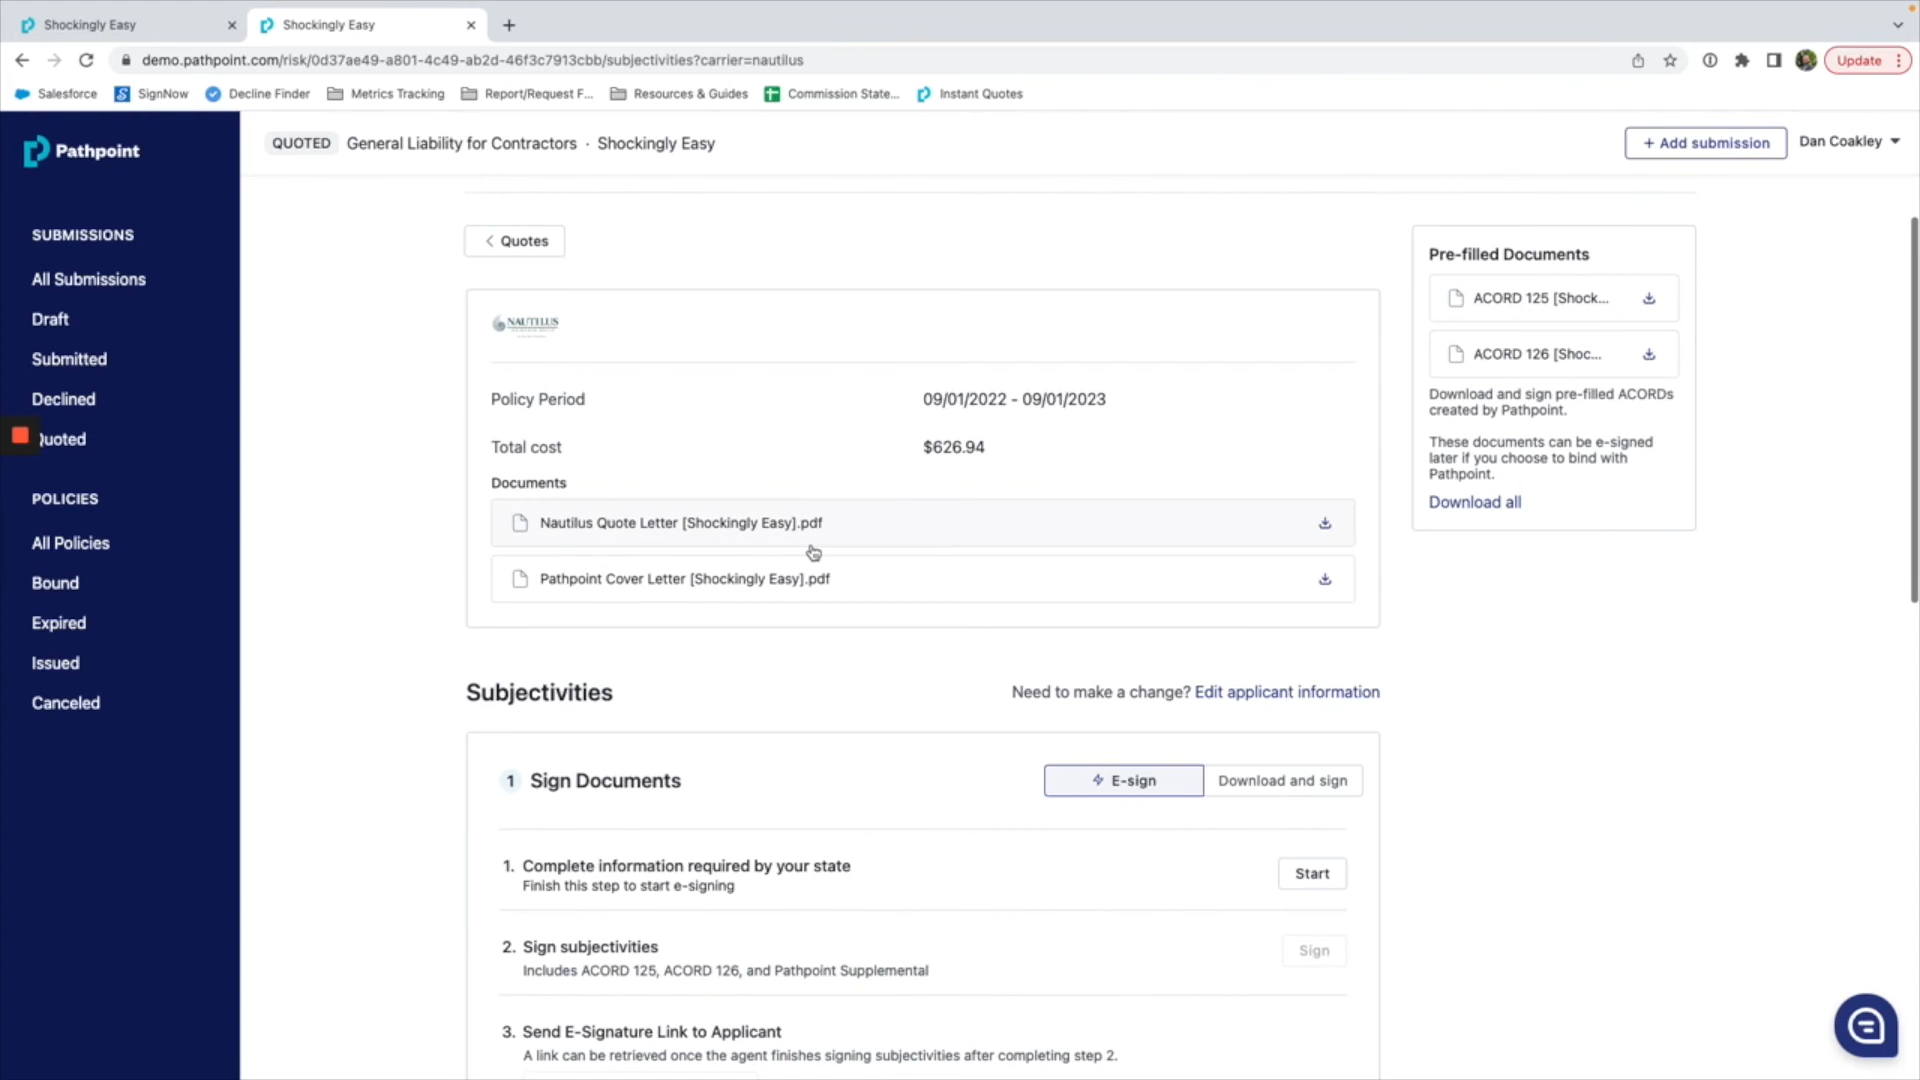 Shockingly Easy
Shockingly Easy
demo.pathpoint.com/risk/0d37ae49-a801-4c49-ab2d-46f3c7913cbb/subjectivities?carrier=nautilus
Update
Salesforce
SignNow
Decline Finder
Metrics Tracking
Report/Request F...
Resources & Guides
Commission State...
Instant Quotes
Pathpoint
QUOTED General Liability for Contractors · Shockingly Easy
+ Add submission
Dan Coakley
SUBMISSIONS
All Submissions
Draft
Submitted
Declined
Quoted
POLICIES
All Policies
Bound
Expired
Issued
Canceled
Quotes
NAUTILUS
Policy Period 09/01/2022 - 09/01/2023
Total cost $626.94
Documents
Nautilus Quote Letter [Shockingly Easy].pdf
Pathpoint Cover Letter [Shockingly Easy].pdf
Pre-filled Documents
ACORD 125 [Shock...
ACORD 126 [Shoc...
Download and sign pre-filled ACORDs
created by Pathpoint.
These documents can be e-signed
later if you choose to bind with
Pathpoint.
Download all
Subjectivities
Need to make a change? Edit applicant information
1 Sign Documents
E-sign
Download and sign
1. Complete information required by your state
Finish this step to start e-signing
Start
2. Sign subjectivities
Includes ACORD 125, ACORD 126, and Pathpoint Supplemental
Sign
3. Send E-Signature Link to Applicant
A link can be retrieved once the agent finishes signing subjectivities after completing step 2.